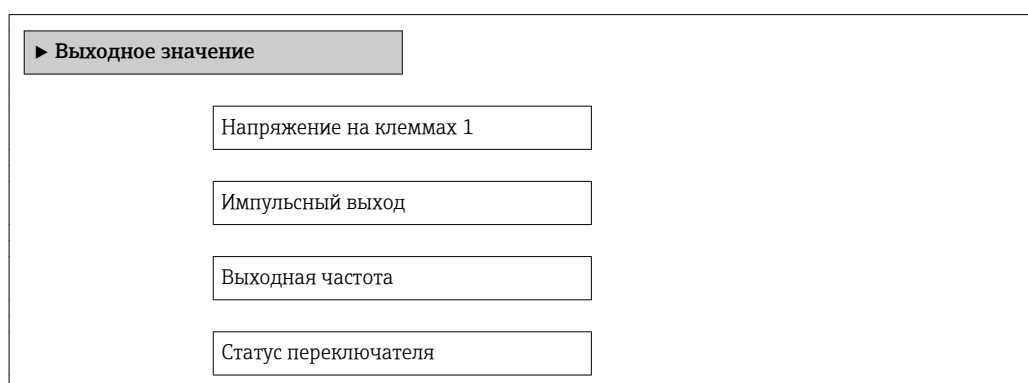 ► Выходное значение
Напряжение на клеммах 1
Импульсный выход
Выходная частота
Статус переключателя